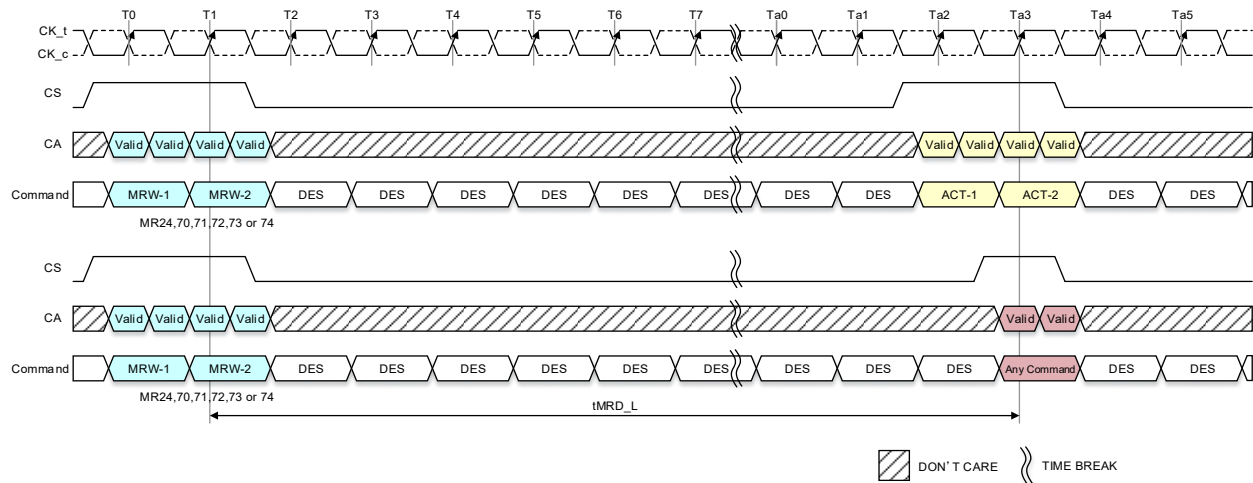 T0 T1 T2 T3 T4 T5 T6 T7 Ta0 Ta1 Ta2 Ta3 Ta4 Ta5
CK_t
CK_c
CS
CA Valid Valid Valid Valid Valid Valid Valid Valid
Command MRW-1 MRW-2 DES DES DES DES DES DES DES DES ACT-1 ACT-2 DES DES
MR24,70,71,72,73 or 74
CS
CA Valid Valid Valid Valid Valid Valid
Command MRW-1 MRW-2 DES DES DES DES DES DES DES DES DES Any Command DES DES
MR24,70,71,72,73 or 74
tMRD_L
DON'T CARE TIME BREAK